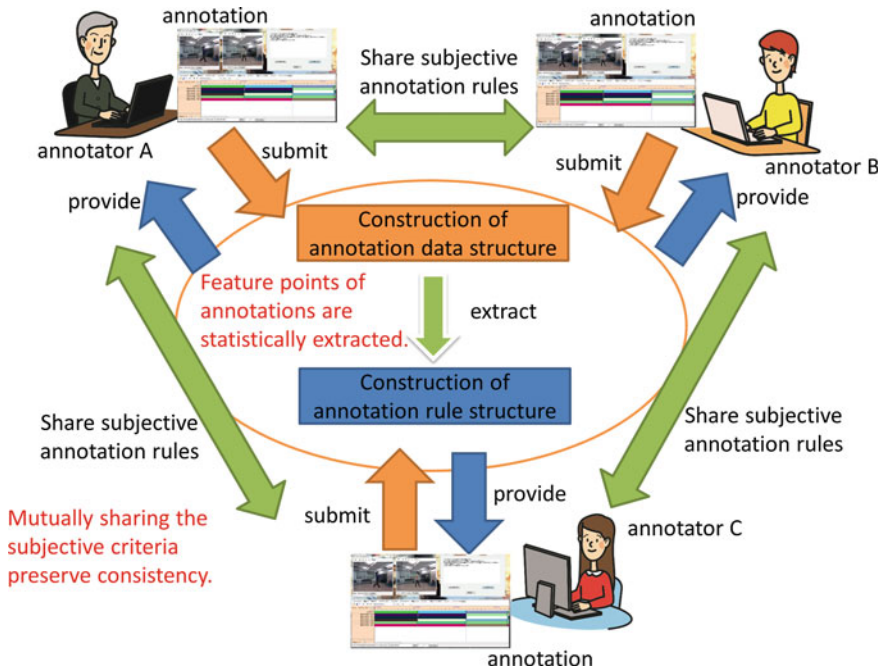 annotation
annotation
Share subjective
annotation rules
annotator A
submit
submit
annotator B
provide
provide
Construction of
annotation data structure
Feature points of
annotations are
statistically extracted.
extract
Construction of
annotation rule structure
Share subjective
annotation rules
Share subjective
annotation rules
provide
submit
annotator C
Mutually sharing the
subjective criteria
preserve consistency.
annotation